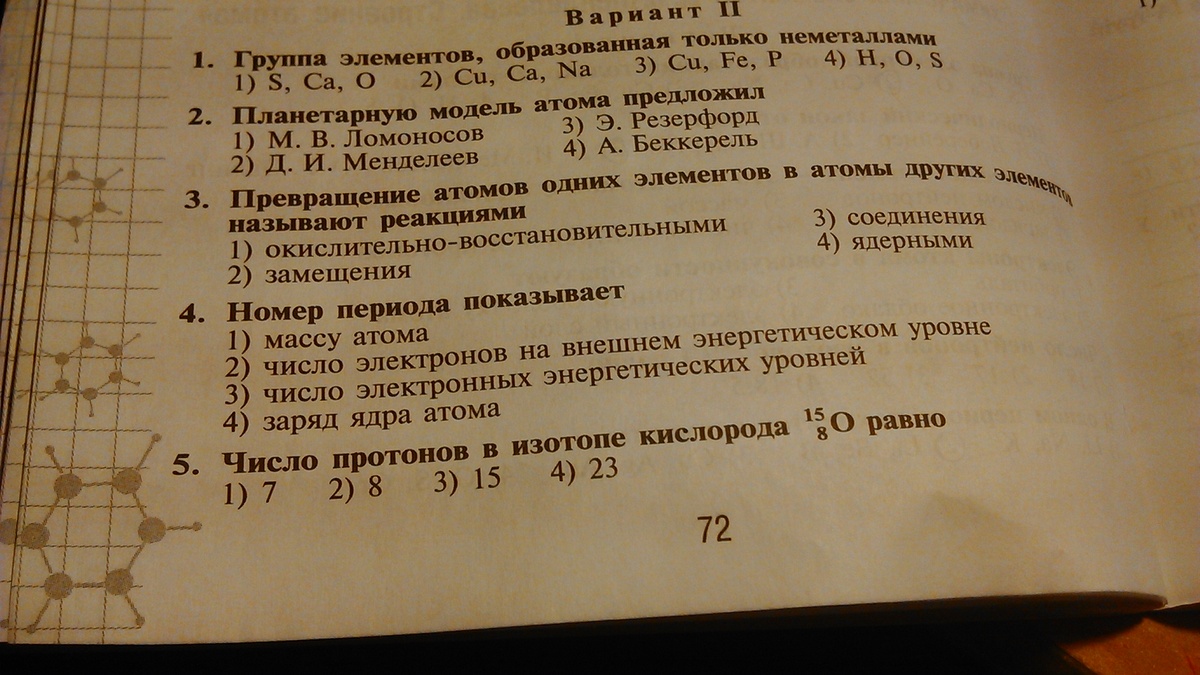 Вариант II
1. Группа элементов, образованная только неметаллами
1) S, Ca, O 2) Cu, Ca, Na 3) Cu, Fe, P 4) H, O, S
2. Планетарную модель атома предложил
1) М. В. Ломоносов 3) Э. Резерфорд
2) Д. И. Менделеев 4) А. Беккерель
3. Превращение атомов одних элементов в атомы других элементов
называют реакциями
1) окислительно-восстановительными 3) соединения
2) замещения 4) ядерными
4. Номер периода показывает
1) массу атома
2) число электронов на внешнем энергетическом уровне
3) число электронных энергетических уровней
4) заряд ядра атома
5. Число протонов в изотопе кислорода ¹⁵₈O равно
1) 7 2) 8 3) 15 4) 23
72